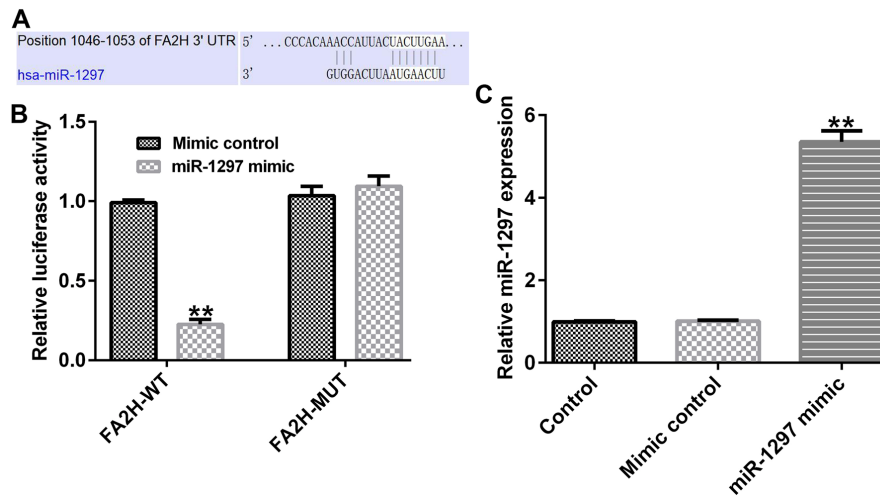 A
Position 1046-1053 of FA2H 3' UTR 5' ...CCCACAAACCAUUACUACUUGAA...
hsa-miR-1297 3' GUGGACUUAAUGAACUU
B
Relative luciferase activity
1.5
1.0
0.5
0.0
Mimic control
miR-1297 mimic
**
FA2H-WT
FA2H-MUT
C
Relative miR-1297 expression
6
4
2
0
**
Control
Mimic control
miR-1297 mimic